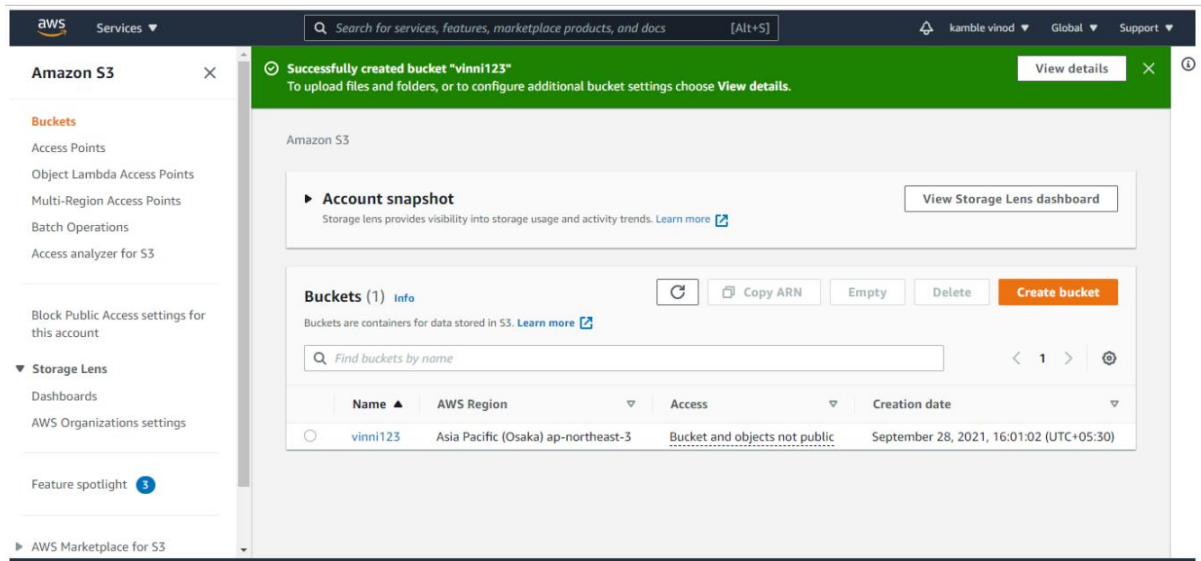 aws Services ▼ Search for services, features, marketplace products, and docs [Alt+S] kamble vinod ▼ Global ▼ Support ▼
Amazon S3
Buckets
Access Points
Object Lambda Access Points
Multi-Region Access Points
Batch Operations
Access analyzer for S3
Block Public Access settings for
this account
Storage Lens
Dashboards
AWS Organizations settings
Feature spotlight 3
AWS Marketplace for S3
Successfully created bucket "vinni123"
To upload files and folders, or to configure additional bucket settings choose View details.
View details
Amazon S3
Account snapshot
Storage lens provides visibility into storage usage and activity trends. Learn more
View Storage Lens dashboard
Buckets (1) Info
Copy ARN Empty Delete Create bucket
Buckets are containers for data stored in S3. Learn more
Find buckets by name
1
Name AWS Region Access Creation date
vinni123 Asia Pacific (Osaka) ap-northeast-3 Bucket and objects not public September 28, 2021, 16:01:02 (UTC+05:30)